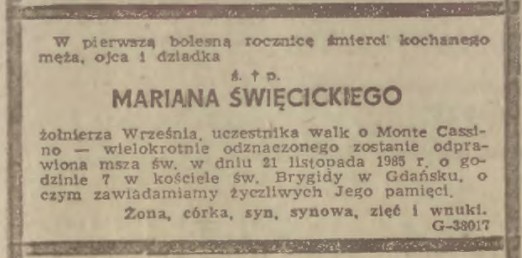 W pierwszą bolesną rocznicę śmierci kochanego
męża, ojca i dziadka
ś. † p.
MARIANA ŚWIĘCICKIEGO
żołnierza Września, uczestnika walk o Monte Cassi-
no — wielokrotnie odznaczonego zostanie odpra-
wiona msza św. w dniu 21 listopada 1985 r. o go-
dzinie 7 w kościele św. Brygidy w Gdańsku, o
czym zawiadamiamy życzliwych Jego pamięci.
Żona, córka, syn, synowa, zięć i wnuki.
G-38017